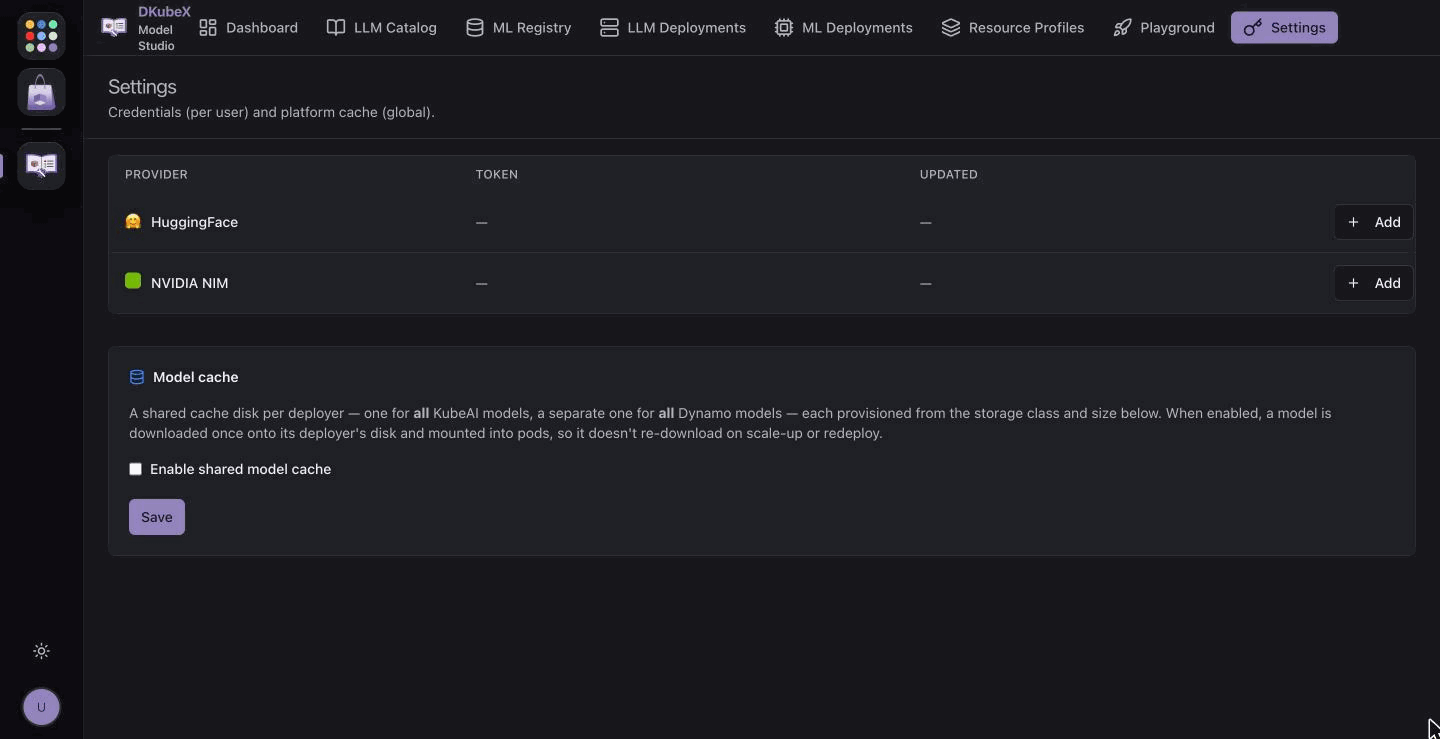 DKubeX
Model
Studio
Dashboard
LLM Catalog
ML Registry
LLM Deployments
ML Deployments
Resource Profiles
Playground
Settings
Settings
Credentials (per user) and platform cache (global).
PROVIDER TOKEN UPDATED
HuggingFace — — + Add
NVIDIA NIM — — + Add
Model cache
A shared cache disk per deployer — one for all KubeAI models, a separate one for all Dynamo models — each provisioned from the storage class and size below. When enabled, a model is
downloaded once onto its deployer's disk and mounted into pods, so it doesn't re-download on scale-up or redeploy.
Enable shared model cache
Save
U